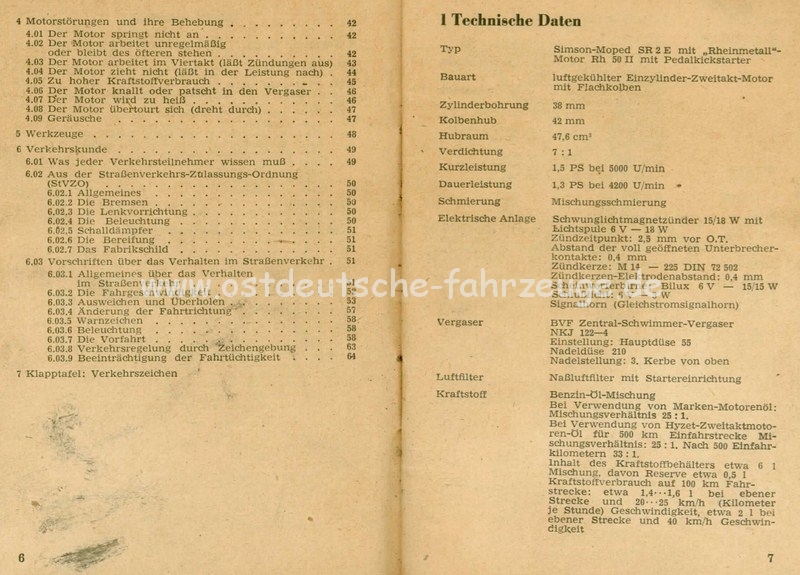 4 Motorstörungen und ihre Behebung . . . . . . . . . 42
4.01 Der Motor springt nicht an . . . . . . . . . . . 42
4.02 Der Motor arbeitet unregelmäßig
oder bleibt des öfteren stehen . . . . . . . . . 42
4.03 Der Motor arbeitet im Viertakt (läßt Zündungen aus) 43
4.04 Der Motor zieht nicht (läßt in der Leistung nach) . 44
4.05 Zu hoher Kraftstoffverbrauch . . . . . . . . . . 45
4.06 Der Motor knallt oder patscht in den Vergaser . . 46
4.07 Der Motor wird zu heiß . . . . . . . . . . . . 46
4.08 Der Motor übertourt sich (dreht durch) . . . . . . 47
4.09 Geräusche . . . . . . . . . . . . . . . . . . 47
5 Werkzeuge . . . . . . . . . . . . . . . . . . . 48
6 Verkehrskunde . . . . . . . . . . . . . . . . . 49
6.01 Was jeder Verkehrsteilnehmer wissen muß . . . . 49
6.02 Aus der Straßenverkehrs-Zulassungs-Ordnung
(StVZO) . . . . . . . . . . . . . . . . . . . 50
6.02.1 Allgemeines . . . . . . . . . . . . . . . 50
6.02.2 Die Bremsen . . . . . . . . . . . . . . . 50
6.02.3 Die Lenkvorrichtung . . . . . . . . . . . . 50
6.02.4 Die Beleuchtung . . . . . . . . . . . . . 50
6.02.5 Schalldämpfer . . . . . . . . . . . . . . 51
6.02.6 Die Bereifung . . . . . . . . . . . . . . 51
6.02.7 Das Fabrikschild . . . . . . . . . . . . . 51
6.03 Vorschriften über das Verhalten im Straßenverkehr . 51
6.03.1 Allgemeines über das Verhalten
im Straßenverkehr
6.03.2 Die Fahrgeschwindigkeit
6.03.3 Ausweichen und Überholen . . . . . . . . . 53
6.03.4 Änderung der Fahrtrichtung . . . . . . . . 57
6.03.5 Warnzeichen . . . . . . . . . . . . . . . 58
6.03.6 Beleuchtung . . . . . . . . . . . . . . . 58
6.03.7 Die Vorfahrt . . . . . . . . . . . . . . . 58
6.03.8 Verkehrsregelung durch Zeichengebung . . . 63
6.03.9 Beeinträchtigung der Fahrtüchtigkeit . . . . 64
7 Klapptafel: Verkehrszeichen
6
1 Technische Daten
Typ Simson-Moped SR 2 E mit „Rheinmetall“-
Motor Rh 50 II mit Pedalkickstarter
Bauart luftgekühlter Einzylinder-Zweitakt-Motor
mit Flachkolben
Zylinderbohrung 38 mm
Kolbenhub 42 mm
Hubraum 47,6 cm³
Verdichtung 7 : 1
Kurzleistung 1,5 PS bei 5000 U/min
Dauerleistung 1,3 PS bei 4200 U/min
Schmierung Mischungsschmierung
Elektrische Anlage Schwunglichtmagnetzünder 15/18 W mit
Lichtspule 6 V — 18 W
Zündzeitpunkt: 2,5 mm vor O.T.
Abstand der voll geöffneten Unterbrecher-
kontakte: 0,4 mm
Zündkerze: M 14 — 225 DIN 72 502
Zündkerzen-Elektrodenabstand: 0,4 mm
Scheinwerferbirne: Bilux 6 V — 15/15 W
Signalhorn (Gleichstromsignalhorn)
Vergaser BVF Zentral-Schwimmer-Vergaser
NKJ 122—4
Einstellung: Hauptdüse 55
Nadeldüse 210
Nadelstellung: 3. Kerbe von oben
Luftfilter Naßluftfilter mit Startereinrichtung
Kraftstoff Benzin-Öl-Mischung
Bei Verwendung von Marken-Motorenöl:
Mischungsverhältnis 25 : 1.
Bei Verwendung von Hyzet-Zweitaktmoto-
ren-Öl für 500 km Einfahrstrecke Mi-
schungsverhältnis: 25 : 1. Nach 500 Einfahr-
kilometern 33 : 1.
Inhalt des Kraftstoffbehälters etwa 6 l
Mischung, davon Reserve etwa 0,5 l
Kraftstoffverbrauch auf 100 km Fahr-
strecke: etwa 1,4···1,6 l bei ebener
Strecke und 20···25 km/h (Kilometer
je Stunde) Geschwindigkeit, etwa 2 l bei
ebener Strecke und 40 km/h Geschwin-
digkeit
7
www.ostdeutsche-fahrzeuge.de